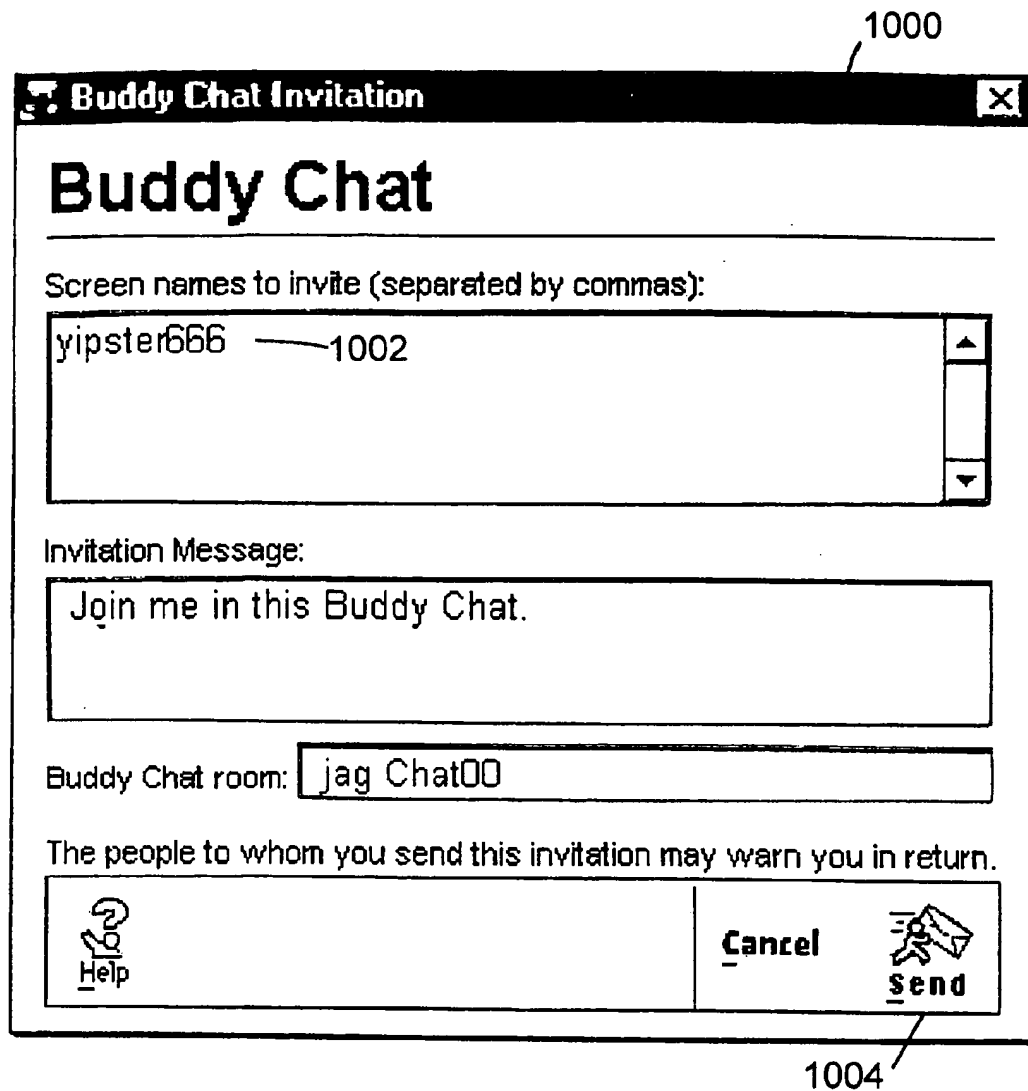 1000
Buddy Chat Invitation
Buddy Chat
Screen names to invite (separated by commas):
yipster666 1002
Invitation Message:
Join me in this Buddy Chat.
Buddy Chat room: jag Chat00
The people to whom you send this invitation may warn you in return.
Help Cancel Send
1004